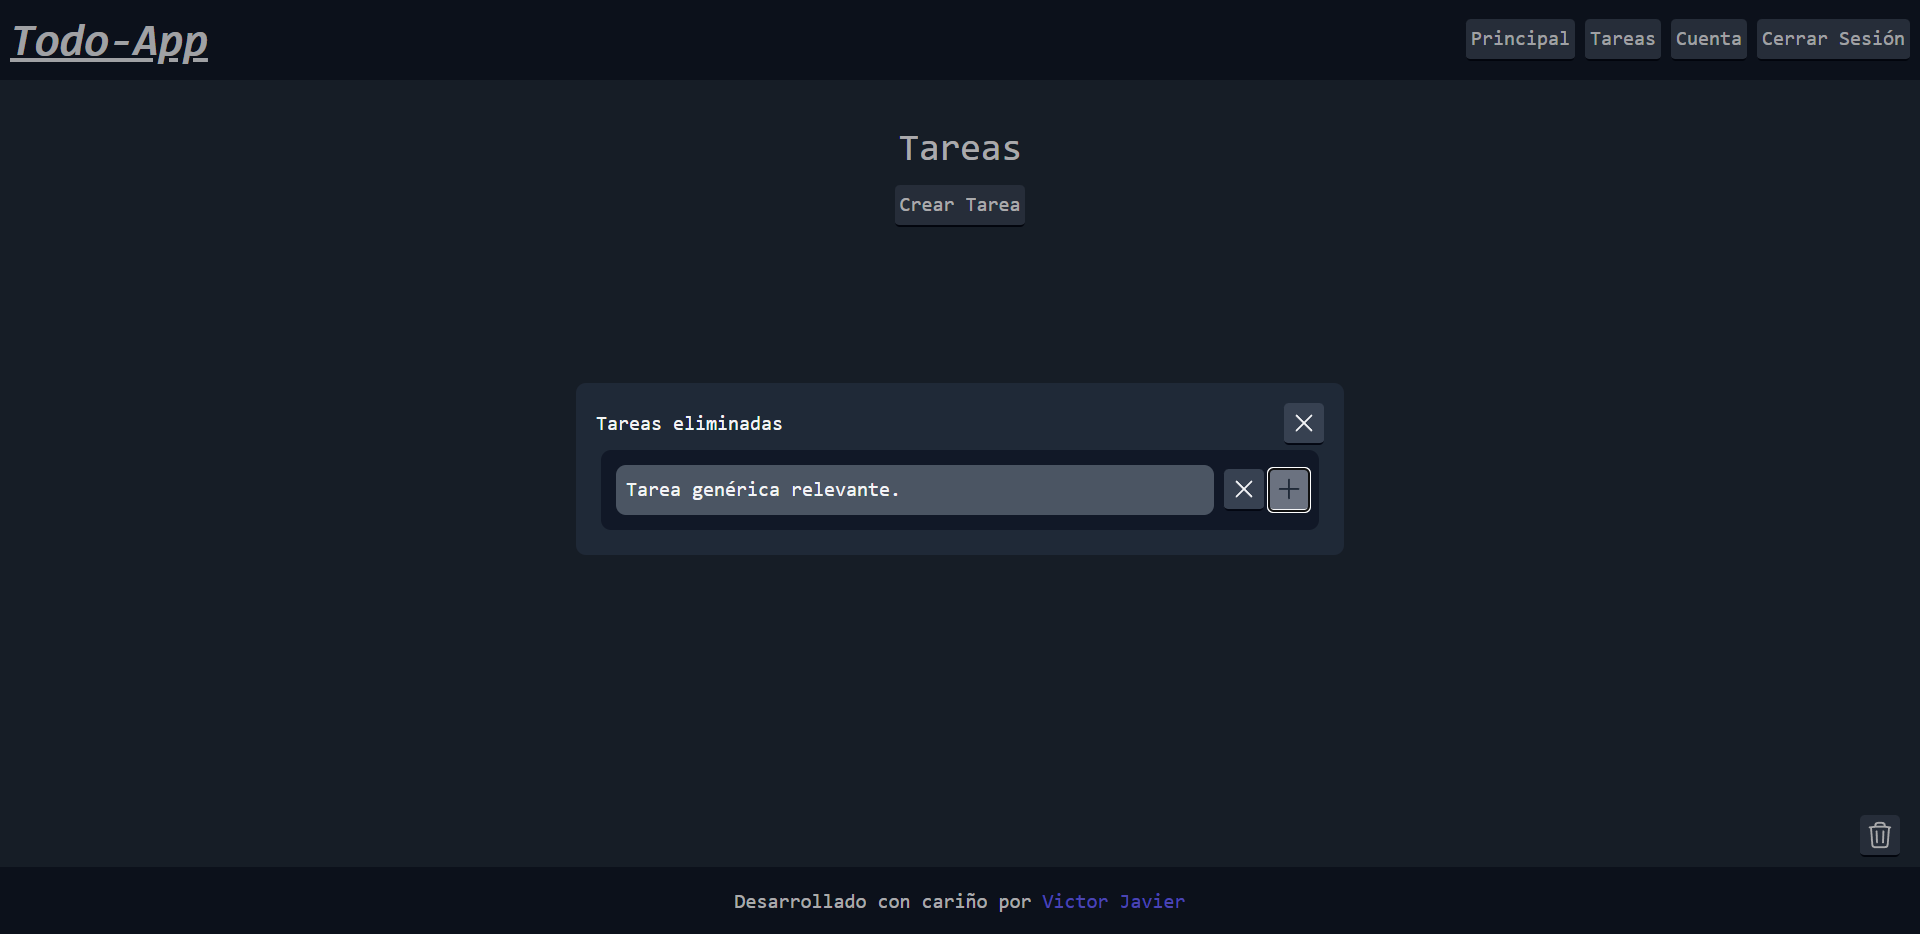 Todo-App
Principal Tareas Cuenta Cerrar Sesión
Tareas
Crear Tarea
Tareas eliminadas
Tarea genérica relevante.
Desarrollado con cariño por Victor Javier